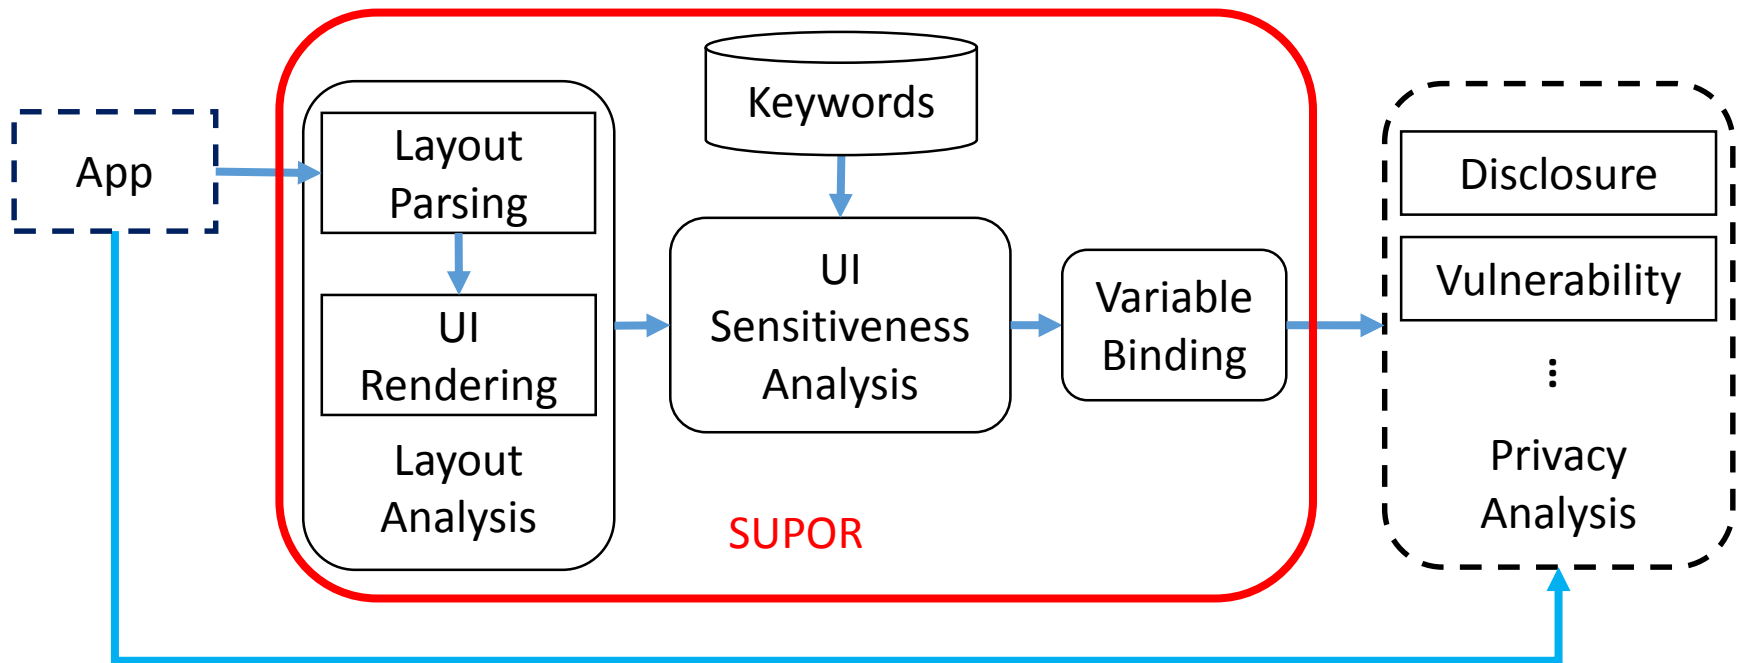 App
Layout
Parsing
UI
Rendering
Layout
Analysis
Keywords
UI
Sensitiveness
Analysis
Variable
Binding
SUPOR
Disclosure
Vulnerability
...
Privacy
Analysis